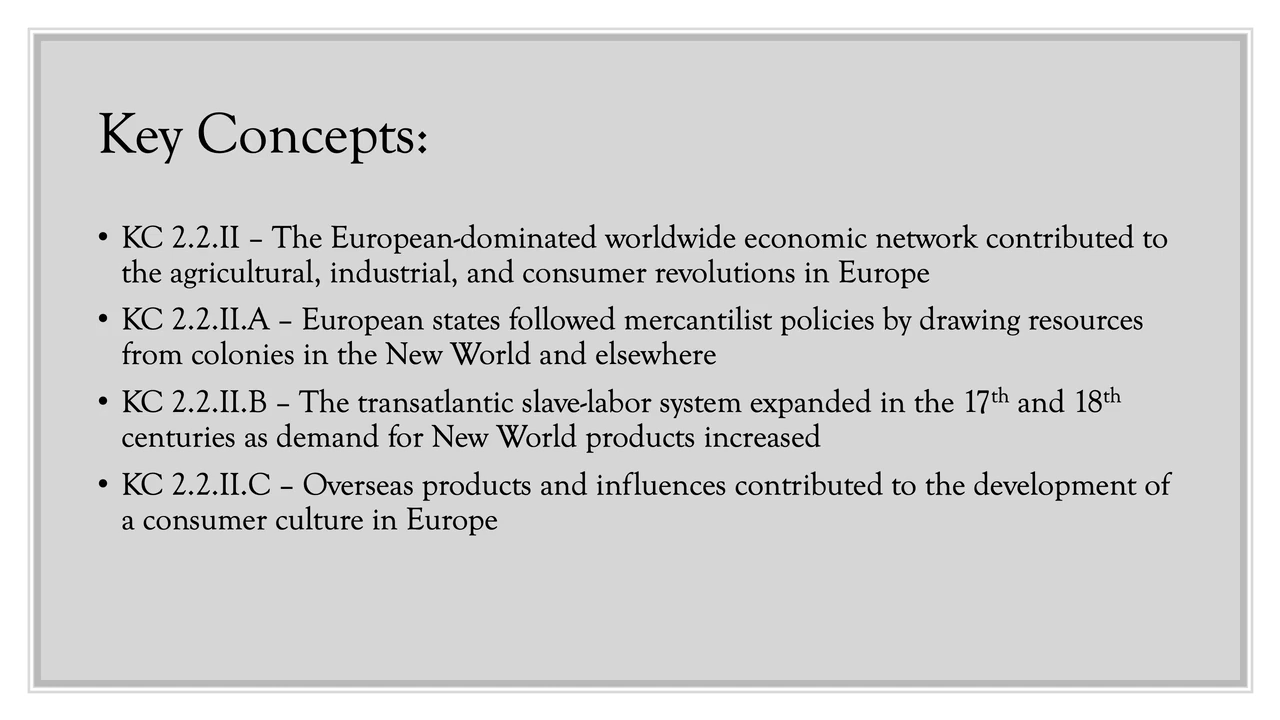 Key Concepts:
• KC 2.2.II – The European-dominated worldwide economic network contributed to
the agricultural, industrial, and consumer revolutions in Europe
• KC 2.2.II.A – European states followed mercantilist policies by drawing resources
from colonies in the New World and elsewhere
• KC 2.2.II.B – The transatlantic slave-labor system expanded in the 17th and 18th
centuries as demand for New World products increased
• KC 2.2.II.C – Overseas products and influences contributed to the development of
a consumer culture in Europe